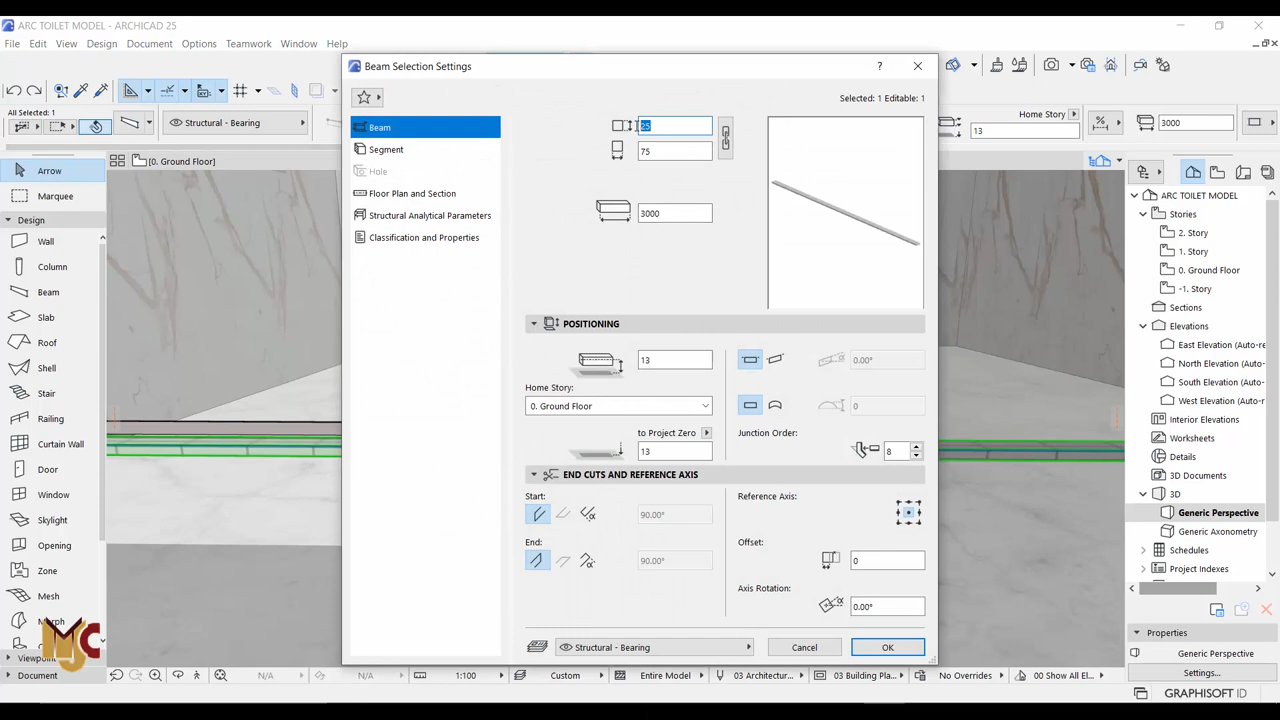 ARC TOILET MODEL - ARCHICAD 25
File Edit View Design Document Options Teamwork Window Help
Beam Selection Settings
?
Selected: 1 Editable: 1
All Selected: 1
Structural - Bearing
[0. Ground Floor]
Home Story:
13
3000
Arrow
Marquee
Design
Wall
Column
Beam
Slab
Roof
Shell
Stair
Railing
Curtain Wall
Door
Window
Skylight
Opening
Zone
Mesh
Morph
Viewpoint
Document
MJC
Beam
Segment
Hole
Floor Plan and Section
Structural Analytical Parameters
Classification and Properties
25
75
3000
POSITIONING
13
0.00°
Home Story:
0. Ground Floor
0
to Project Zero
13
Junction Order:
8
END CUTS AND REFERENCE AXIS
Start:
90.00°
Reference Axis:
End:
90.00°
Offset:
0
Axis Rotation:
0.00°
Structural - Bearing
Cancel
OK
ARC TOILET MODEL
Stories
2. Story
1. Story
0. Ground Floor
-1. Story
Sections
Elevations
East Elevation (Auto-re
North Elevation (Auto-r
South Elevation (Auto-r
West Elevation (Auto-r
Interior Elevations
Worksheets
Details
3D Documents
3D
Generic Perspective
Generic Axonometry
Schedules
Project Indexes
Properties
Generic Perspective
Settings...
N/A
N/A
1:100
Custom
Entire Model
03 Architectur...
03 Building Pla...
No Overrides
00 Show All El...
GRAPHISOFT ID